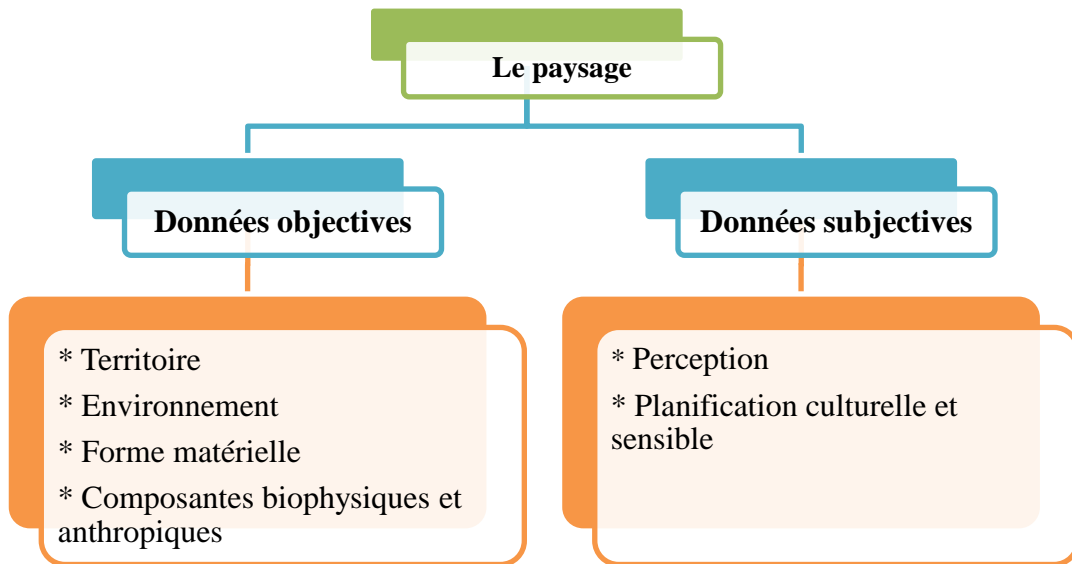 Le paysage
Données objectives
Données subjectives
* Territoire
* Environnement
* Forme matérielle
* Composantes biophysiques et
anthropiques
* Perception
* Planification culturelle et
sensible